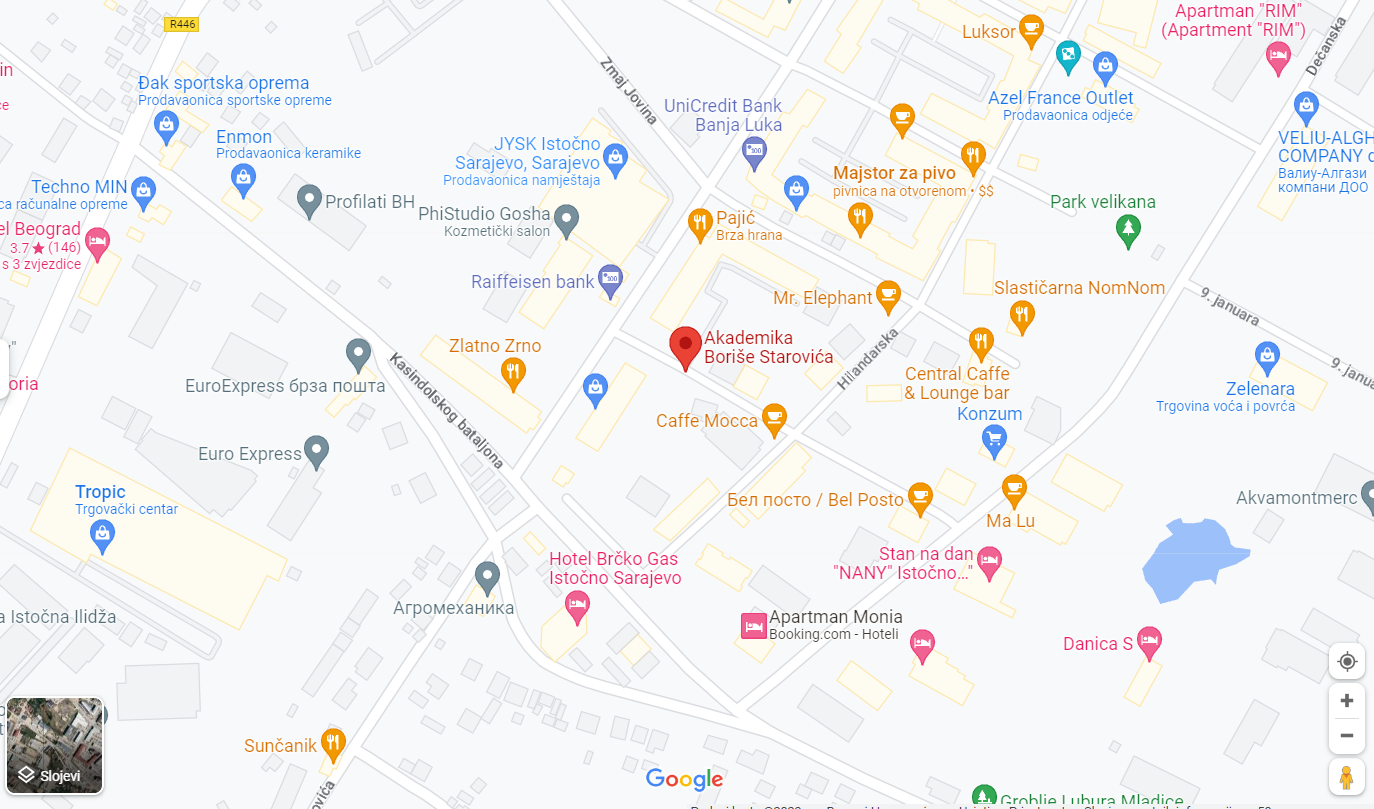 R446
Luksor
Apartman "RIM"
(Apartment "RIM")
Dečanska
Zmaj Jovina
in
ce
Đak sportska oprema
Prodavaonica sportske opreme
Enmon
Prodavaonica keramike
UniCredit Bank
Banja Luka
Azel France Outlet
Prodavaonica odjeće
VELIU-ALGH
COMPANY d
Валиу-Алгази
компани ДОО
JYSK Istočno
Sarajevo, Sarajevo
Prodavaonica namještaja
Techno MIN
ca računalne opreme
Profilati BH
PhiStudio Gosha
Kozmetički salon
Majstor za pivo
pivnica na otvorenom • $$
Park velikana
el Beograd
3.7 ★ (146)
s 3 zvjezdice
Pajić
Brza hrana
Raiffeisen bank
Mr. Elephant
Slastičarna NomNom
9. januara
9. janua
Zlatno Zrno
Akademika
Boriše Starovića
Hilandarska
Kasindolskog bataljona
oria
EuroExpress брза пошта
Central Caffe
& Lounge bar
Konzum
Zelenara
Trgovina voća i povrća
Caffe Mocca
Euro Express
Tropic
Trgovački centar
Бел посто / Bel Posto
Ma Lu
Akvamontmerc
Hotel Brčko Gas
Istočno Sarajevo
Stan na dan
"NANY" Istočno..."
Агромеханика
a Istočna Ilidža
Apartman Monia
Booking.com - Hoteli
Danica S
Sunčanik
ovića
Slojevi
Google
Groblje Lubura Mladice